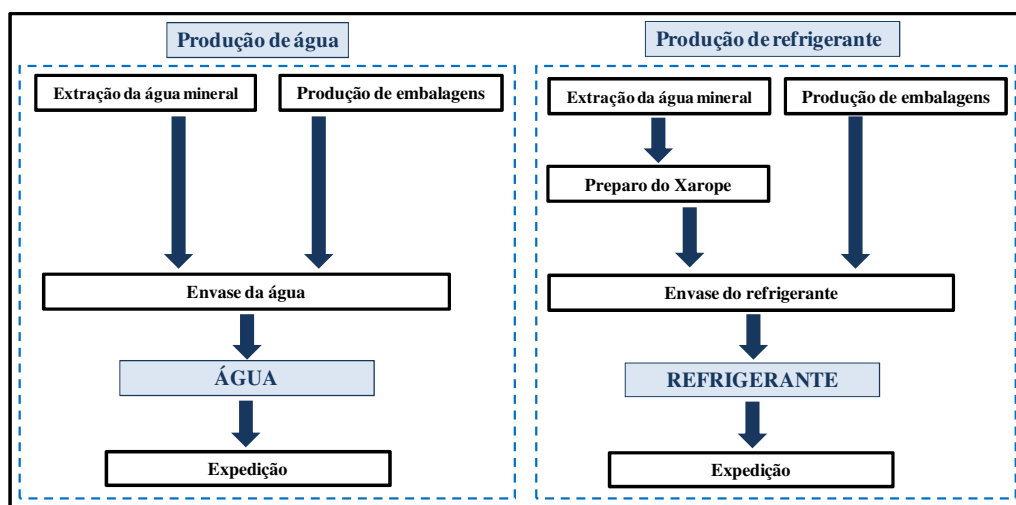 Produção de água
Extração da água mineral
Produção de embalagens
Envase da água
ÁGUA
Expedição
Produção de refrigerante
Extração da água mineral
Produção de embalagens
Preparo do Xarope
Envase do refrigerante
REFRIGERANTE
Expedição